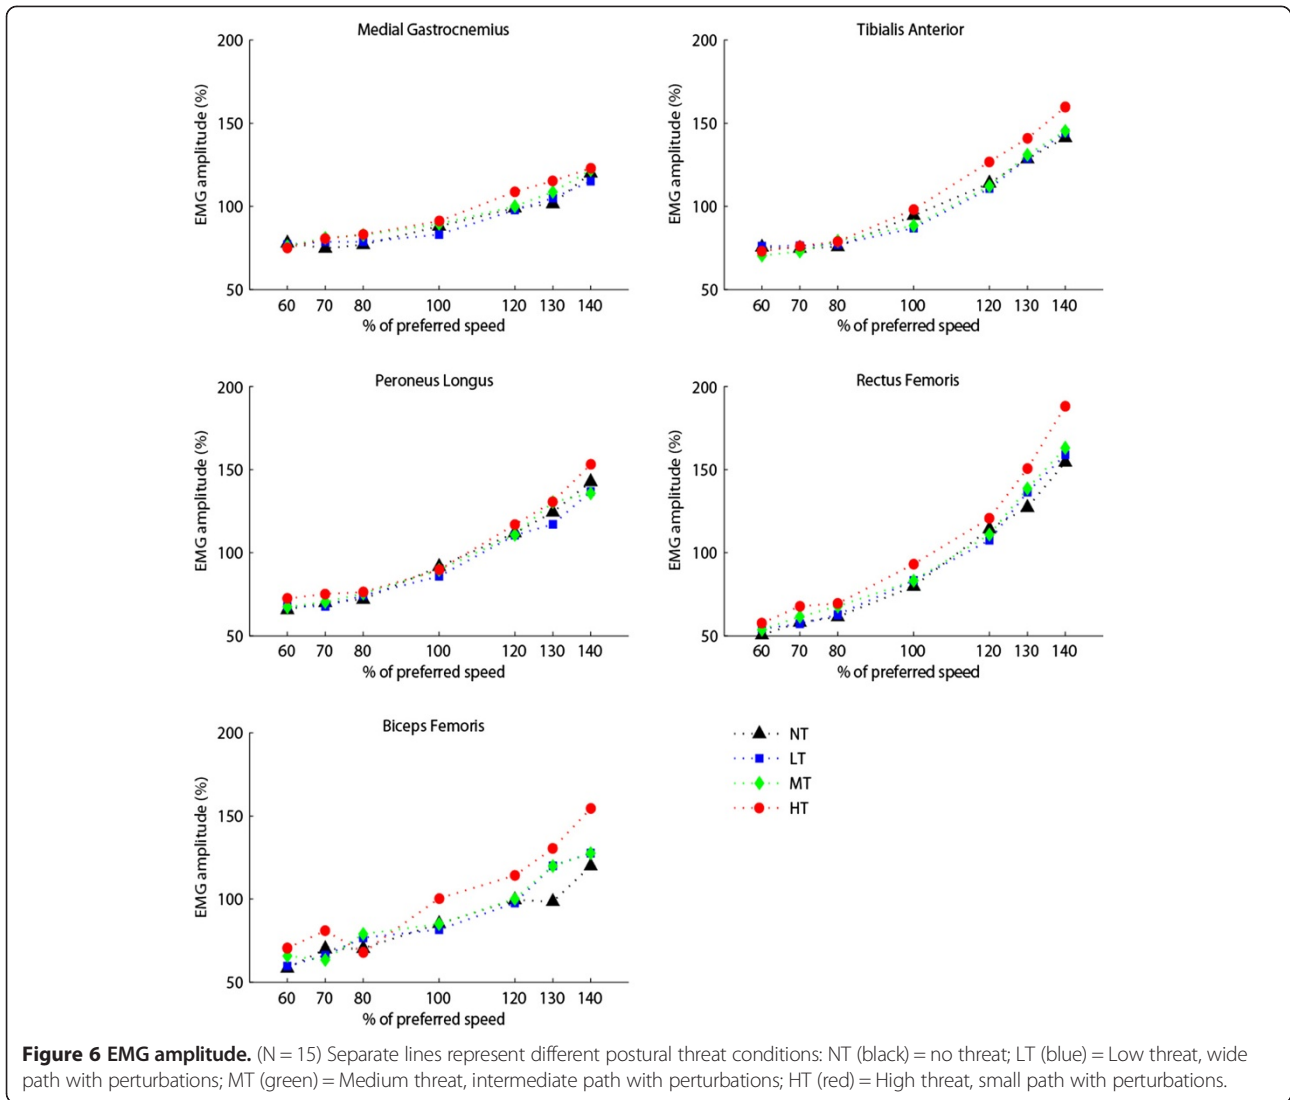 Medial Gastrocnemius
200
150
100
50
EMG amplitude (%)
60 70 80 100 120 130 140
% of preferred speed
Tibialis Anterior
200
150
100
50
EMG amplitude (%)
60 70 80 100 120 130 140
% of preferred speed
Peroneus Longus
200
150
100
50
EMG amplitude (%)
60 70 80 100 120 130 140
% of preferred speed
Rectus Femoris
200
150
100
50
EMG amplitude (%)
60 70 80 100 120 130 140
% of preferred speed
Biceps Femoris
200
150
100
50
EMG amplitude (%)
60 70 80 100 120 130 140
% of preferred speed
NT
LT
MT
HT
Figure 6 EMG amplitude. (N = 15) Separate lines represent different postural threat conditions: NT (black) = no threat; LT (blue) = Low threat, wide
path with perturbations; MT (green) = Medium threat, intermediate path with perturbations; HT (red) = High threat, small path with perturbations.